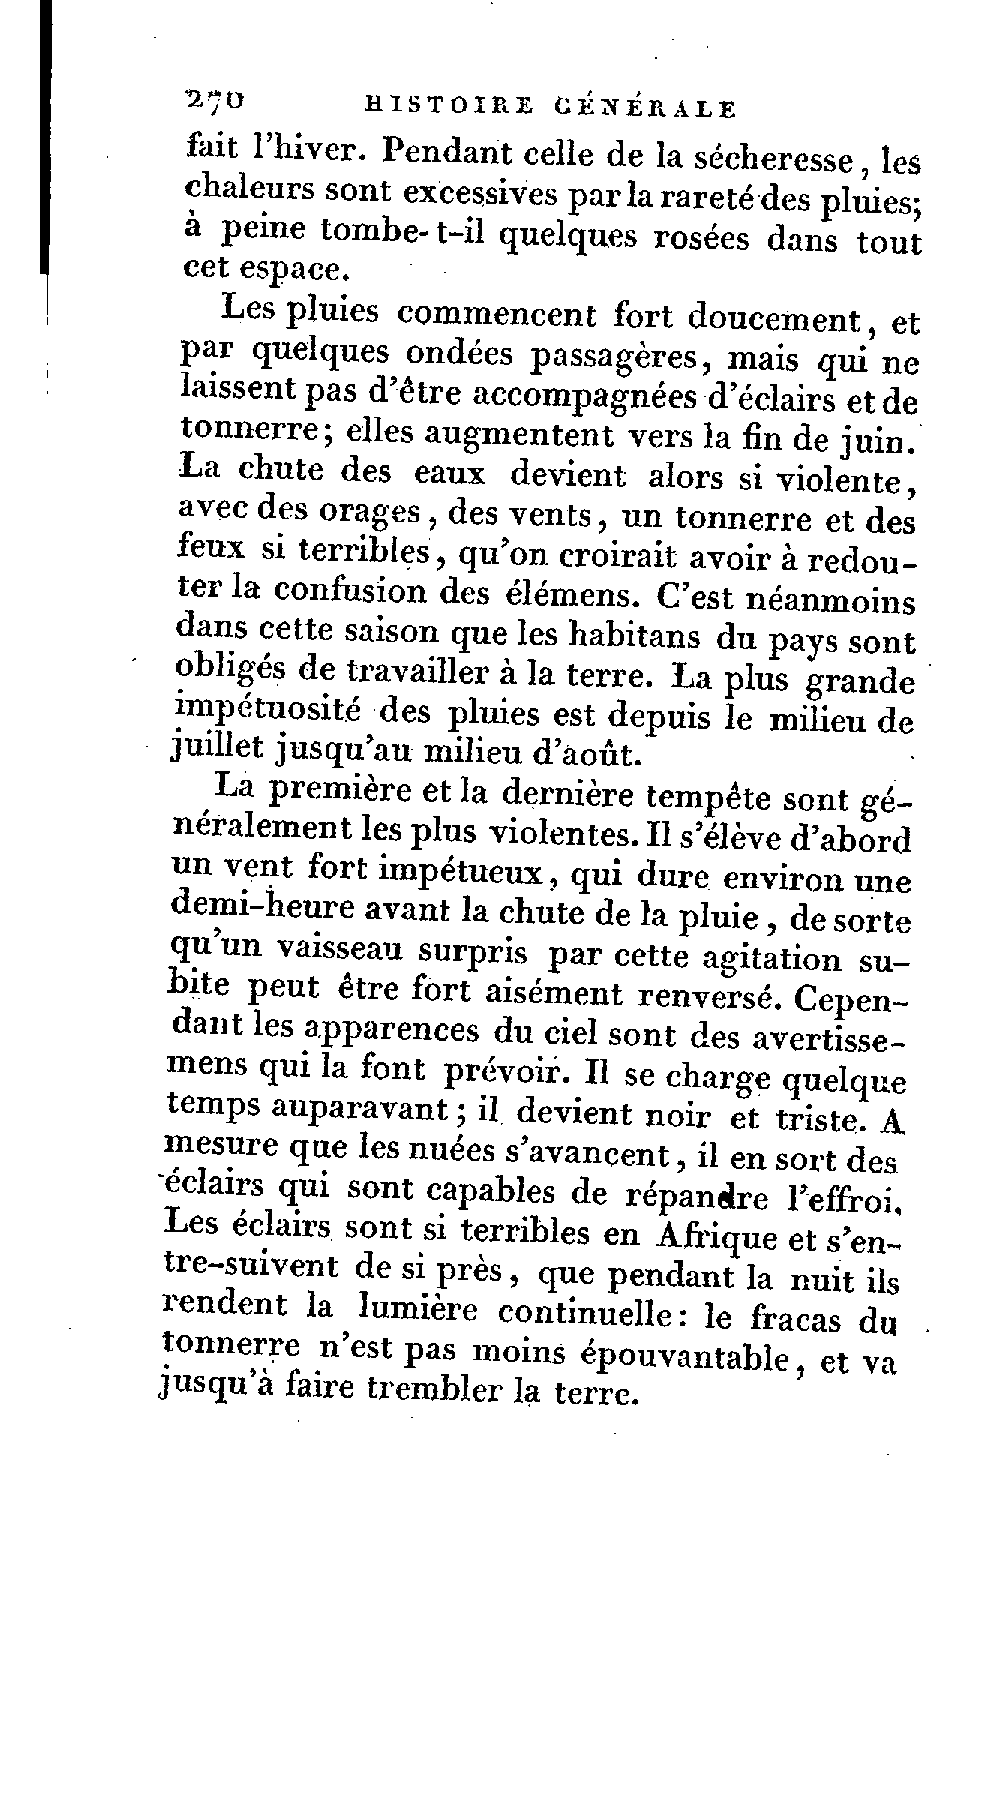 270 HISTOIRE GÉNÉRALE
fait l'hiver. Pendant celle de la sécheresse, les
chaleurs sont excessives par la rareté des pluies;
à peine tombe-t-il quelques rosées dans tout
cet espace.
Les pluies commencent fort doucement, et
par quelques ondées passagères, mais qui ne
laissent pas d'être accompagnées d'éclairs et de
tonnerre; elles augmentent vers la fin de juin.
La chute des eaux devient alors si violente,
avec des orages, des vents, un tonnerre et des
feux si terribles, qu'on croirait avoir à redou-
ter la confusion des élémens. C'est néanmoins
dans cette saison que les habitans du pays sont
obligés de travailler à la terre. La plus grande
impétuosité des pluies est depuis le milieu de
juillet jusqu'au milieu d'août.
La première et la dernière tempête sont gé-
néralement les plus violentes. Il s'élève d'abord
un vent fort impétueux, qui dure environ une
demi-heure avant la chute de la pluie, de sorte
qu'un vaisseau surpris par cette agitation su-
bite peut être fort aisément renversé. Cepen-
dant les apparences du ciel sont des avertisse-
mens qui la font prévoir. Il se charge quelque
temps auparavant; il devient noir et triste. A
mesure que les nuées s'avancent, il en sort des
éclairs qui sont capables de répandre l'effroi.
Les éclairs sont si terribles en Afrique et s'en-
tre-suivent de si près, que pendant la nuit ils
rendent la lumière continuelle: le fracas du
tonnerre n'est pas moins épouvantable, et va
jusqu'à faire trembler la terre.